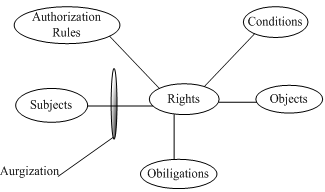 Authorization
Rules
Conditions
Subjects
Rights
Objects
Aurgization
Obiligations